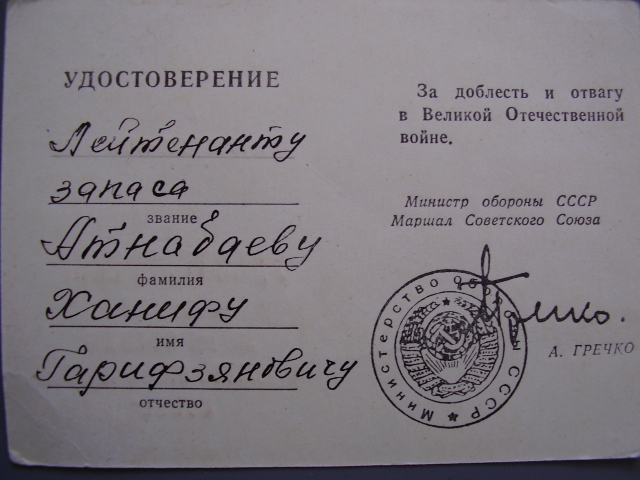 УДОСТОВЕРЕНИЕ
Лейтенанту
запаса
звание
Атнабаеву
фамилия
Ханифу
имя
Гарифзяновичу
отчество
За доблесть и отвагу
в Великой Отечественной
войне.
Министр обороны СССР
Маршал Советского Союза
Гречко.
А. ГРЕЧКО
Министерство Обороны СССР